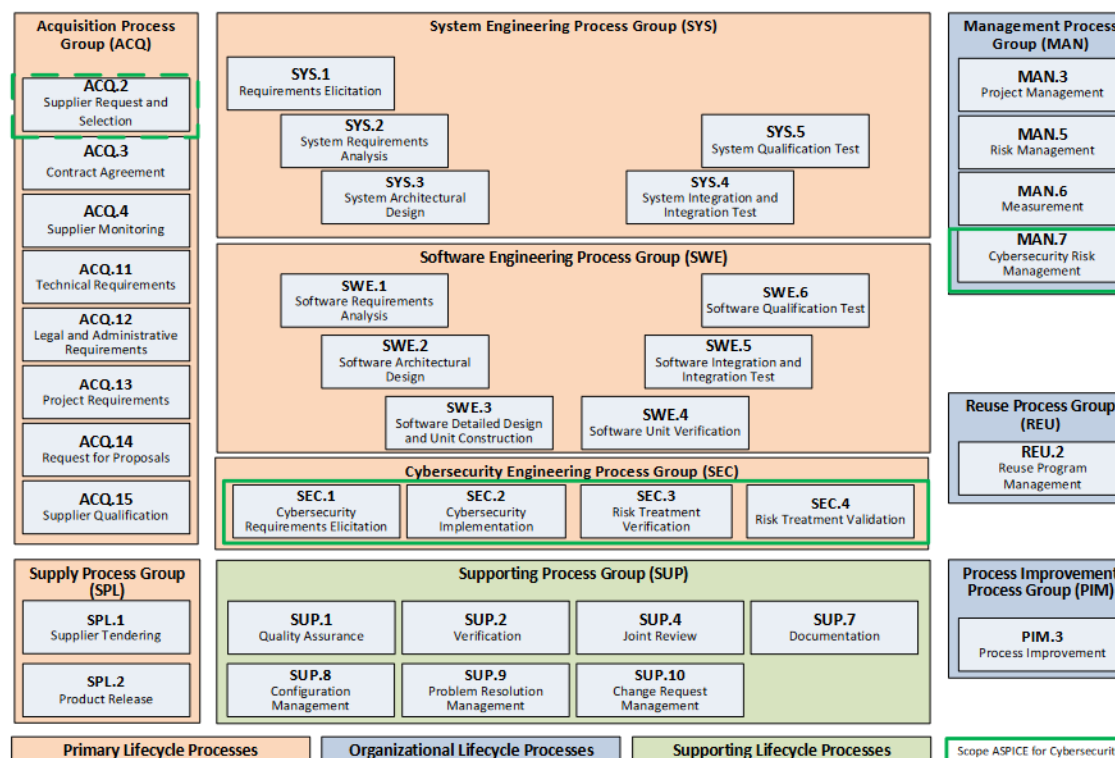 Acquisition Process
Group (ACQ)
ACQ.2
Supplier Request and
Selection
ACQ.3
Contract Agreement
ACQ.4
Supplier Monitoring
ACQ.11
Technical Requirements
ACQ.12
Legal and Administrative
Requirements
ACQ.13
Project Requirements
ACQ.14
Request for Proposals
ACQ.15
Supplier Qualification
System Engineering Process Group (SYS)
SYS.1
Requirements Elicitation
SYS.2
System Requirements
Analysis
SYS.3
System Architectural
Design
SYS.5
System Qualification Test
SYS.4
System Integration and
Integration Test
Software Engineering Process Group (SWE)
SWE.1
Software Requirements
Analysis
SWE.2
Software Architectural
Design
SWE.3
Software Detailed Design
and Unit Construction
SWE.6
Software Qualification Test
SWE.5
Software Integration and
Integration Test
SWE.4
Software Unit Verification
Cybersecurity Engineering Process Group (SEC)
SEC.1
Cybersecurity
Requirements Elicitation
SEC.2
Cybersecurity
Implementation
SEC.3
Risk Treatment
Verification
SEC.4
Risk Treatment Validation
Management Process
Group (MAN)
MAN.3
Project Management
MAN.5
Risk Management
MAN.6
Measurement
MAN.7
Cybersecurity Risk
Management
Reuse Process Group
(REU)
REU.2
Reuse Program
Management
Supply Process Group
(SPL)
SPL.1
Supplier Tendering
SPL.2
Product Release
Supporting Process Group (SUP)
SUP.1
Quality Assurance
SUP.2
Verification
SUP.4
Joint Review
SUP.7
Documentation
SUP.8
Configuration
Management
SUP.9
Problem Resolution
Management
SUP.10
Change Request
Management
Process Improvement
Process Group (PIM)
PIM.3
Process Improvement
Primary Lifecycle Processes
Organizational Lifecycle Processes
Supporting Lifecycle Processes
Scope ASPICE for Cybersecurit